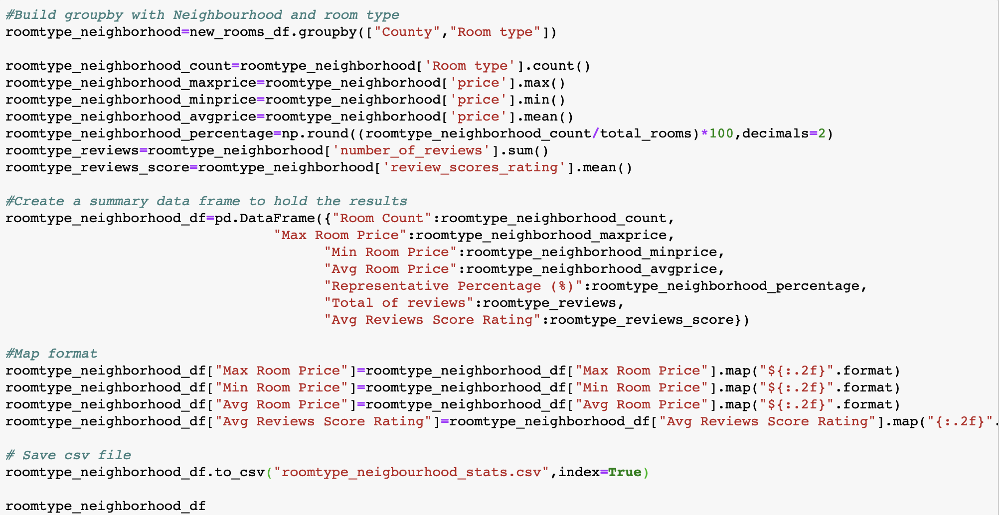 #Build groupby with Neighbourhood and room type
roomtype_neighborhood=new_rooms_df.groupby(["County","Room type"])
roomtype_neighborhood_count=roomtype_neighborhood['Room type'].count()
roomtype_neighborhood_maxprice=roomtype_neighborhood['price'].max()
roomtype_neighborhood_minprice=roomtype_neighborhood['price'].min()
roomtype_neighborhood_avgprice=roomtype_neighborhood['price'].mean()
roomtype_neighborhood_percentage=np.round((roomtype_neighborhood_count/total_rooms)*100,decimals=2)
roomtype_reviews=roomtype_neighborhood['number_of_reviews'].sum()
roomtype_reviews_score=roomtype_neighborhood['review_scores_rating'].mean()
#Create a summary data frame to hold the results
roomtype_neighborhood_df=pd.DataFrame({"Room Count":roomtype_neighborhood_count,
"Max Room Price":roomtype_neighborhood_maxprice,
"Min Room Price":roomtype_neighborhood_minprice,
"Avg Room Price":roomtype_neighborhood_avgprice,
"Representative Percentage (%)":roomtype_neighborhood_percentage,
"Total of reviews":roomtype_reviews,
"Avg Reviews Score Rating":roomtype_reviews_score})
#Map format
roomtype_neighborhood_df["Max Room Price"]=roomtype_neighborhood_df["Max Room Price"].map("${:.2f}".format)
roomtype_neighborhood_df["Min Room Price"]=roomtype_neighborhood_df["Min Room Price"].map("${:.2f}".format)
roomtype_neighborhood_df["Avg Room Price"]=roomtype_neighborhood_df["Avg Room Price"].map("${:.2f}".format)
roomtype_neighborhood_df["Avg Reviews Score Rating"]=roomtype_neighborhood_df["Avg Reviews Score Rating"].map("{:.2f}".
# Save csv file
roomtype_neighborhood_df.to_csv("roomtype_neigbourhood_stats.csv",index=True)
roomtype_neighborhood_df